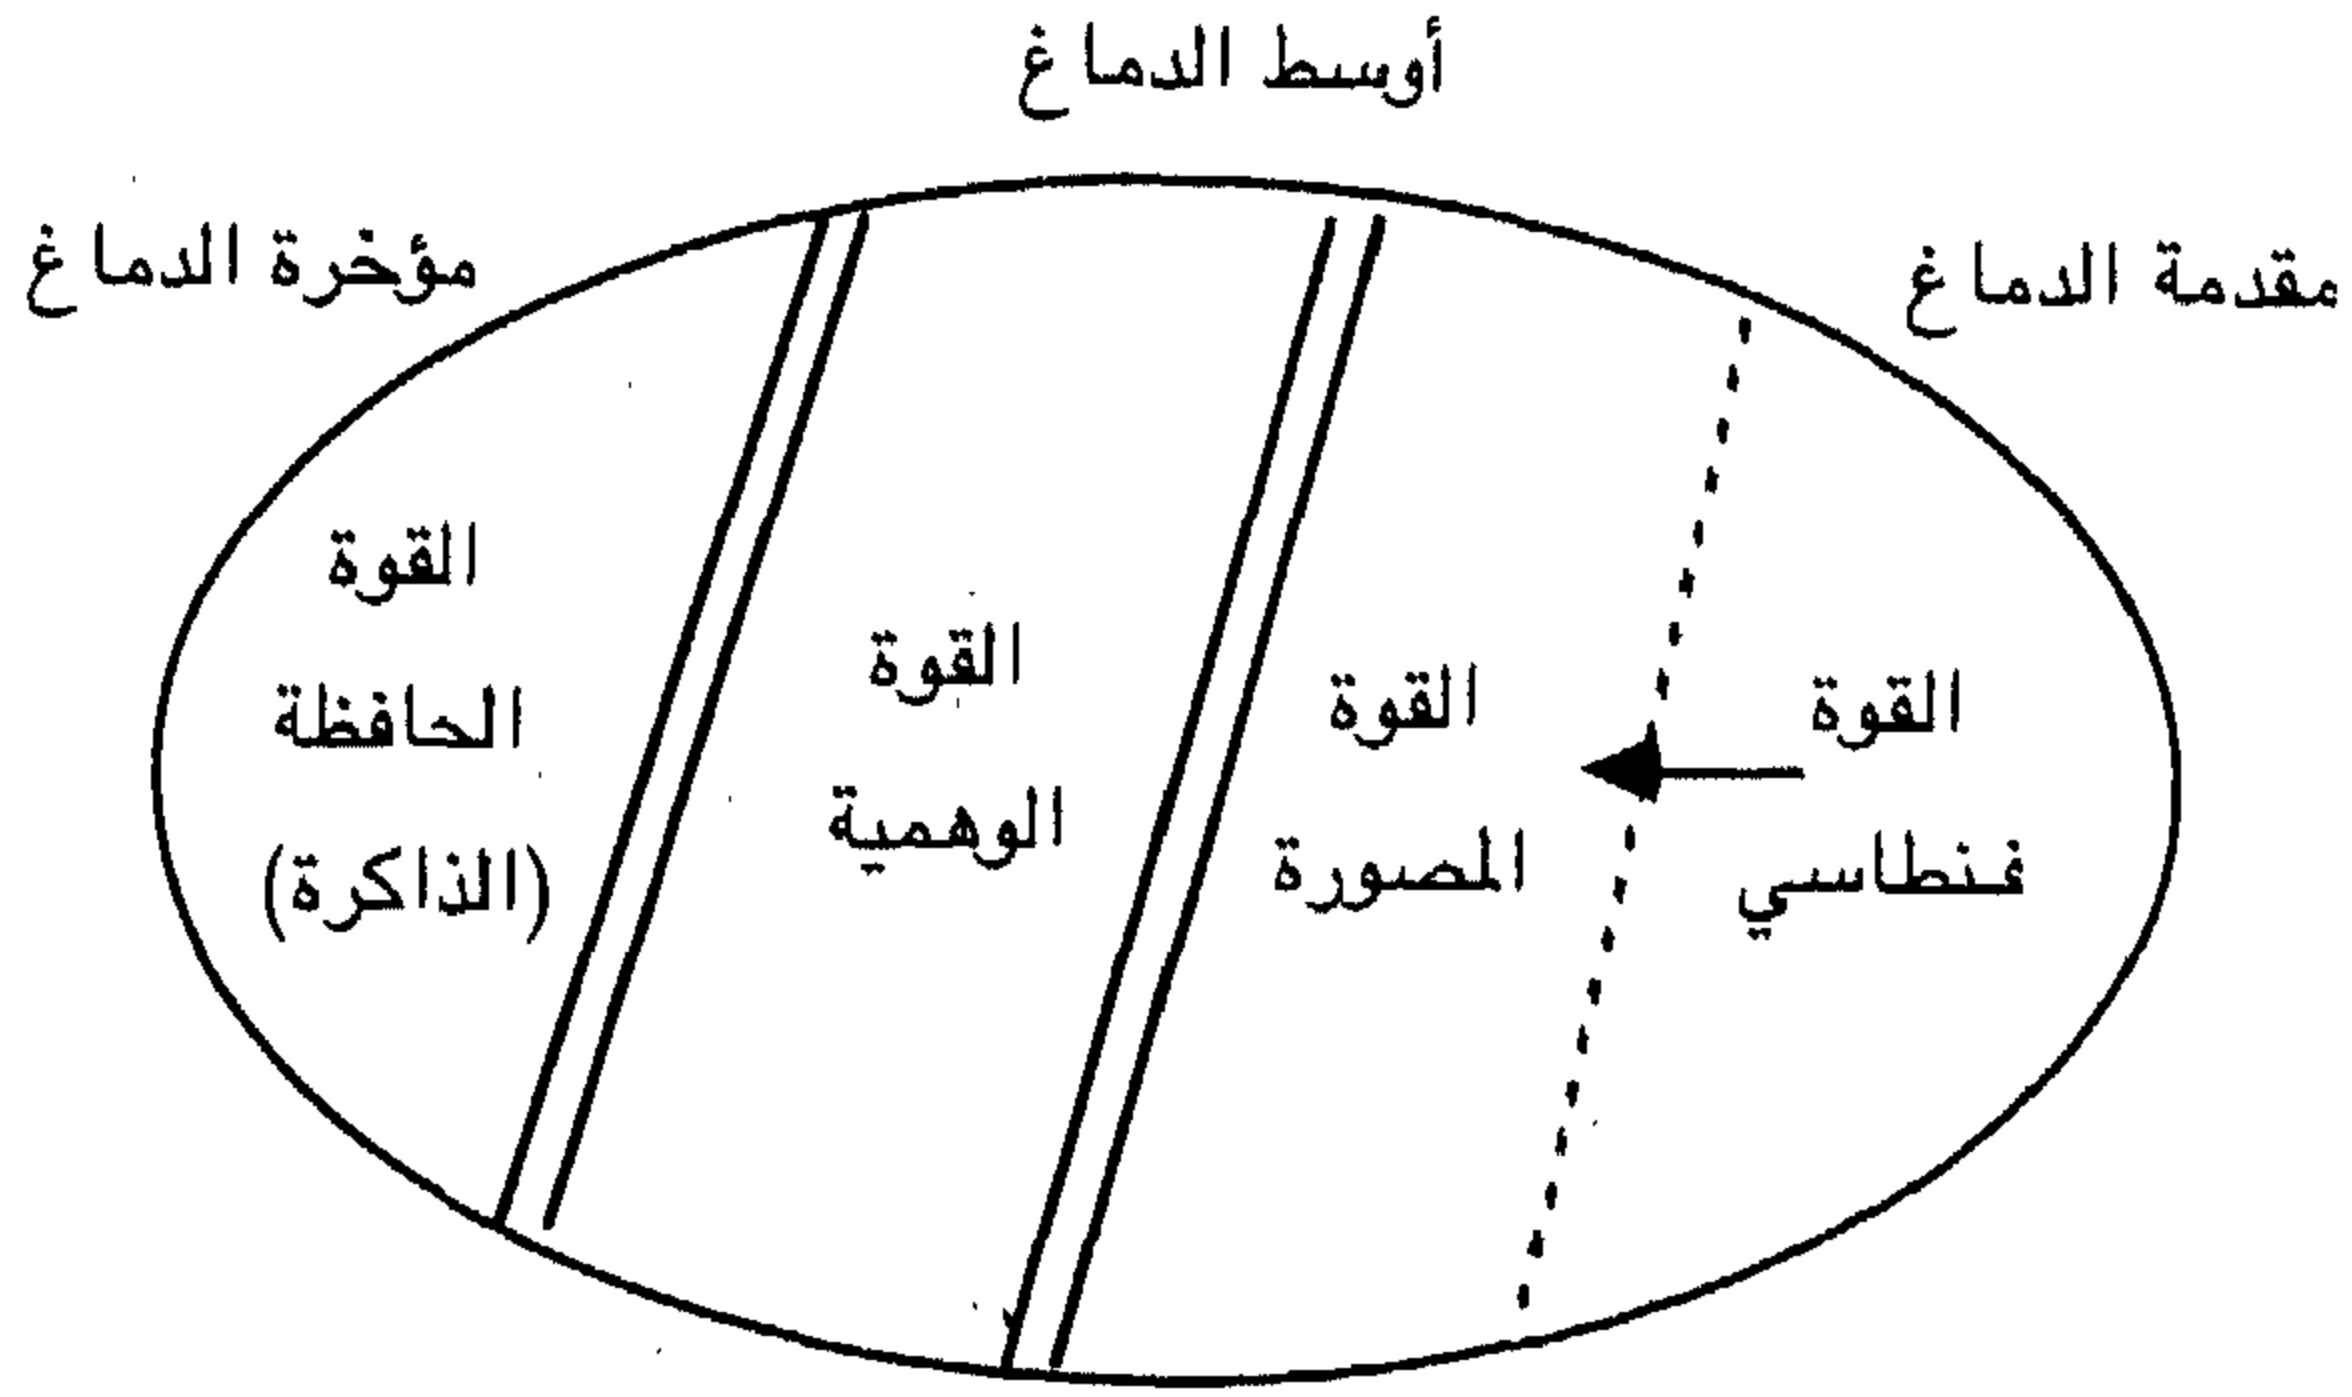 أوسط الدماغ
مقدمة الدماغ
مؤخرة الدماغ
القوة
فنطاسي
القوة
المصورة
القوة
الوهمية
القوة
الحافظة
(الذاكرة)